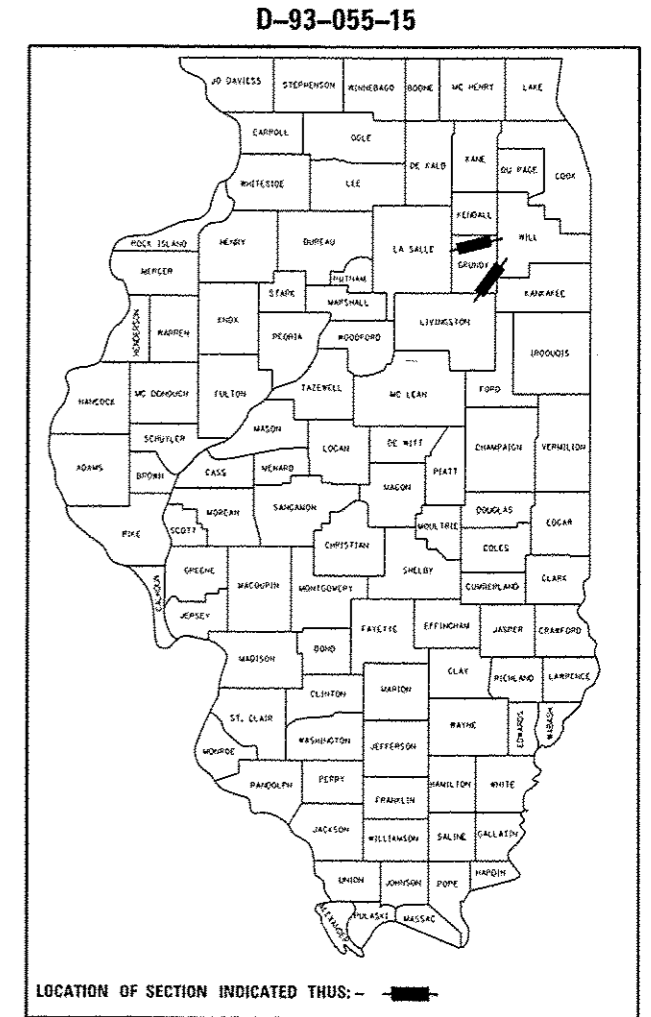 D-93-055-15
JO DAVIESS STEPHENSON WINNEBAGO BOONE MC HENRY LAKE
CARROLL OGLE DE KALB KANE DU PAGE COOK
WHITESIDE LEE
KENDALL WILL
ROCK ISLAND HENRY BUREAU LA SALLE GRUNDY
MERCER PUTNAM KANKAKEE
STARK MARSHALL
HENDERSON WARREN KNOX PEORIA WOODFORD LIVINGSTON IROQUOIS
HANCOCK MC DONOUGH FULTON TAZEWELL MC LEAN FORD
MASON
SCHUYLER LOGAN DE WITT CHAMPAIGN VERMILION
ADAMS BROWN CASS MENARD MACON PIATT
PIKE SCOTT MORGAN SANGAMON MOULTRIE DOUGLAS EDGAR
CHRISTIAN COLES
CALHOUN GREENE MACOUPIN MONTGOMERY SHELBY CUMBERLAND CLARK
JERSEY
FAYETTE EFFINGHAM JASPER CRAWFORD
MADISON BOND
CLAY RICHLAND LAWRENCE
CLINTON MARION
ST. CLAIR WAYNE EDWARDS WABASH
MONROE WASHINGTON JEFFERSON
RANDOLPH PERRY HAMILTON WHITE
FRANKLIN
JACKSON WILLIAMSON SALINE GALLATIN
UNION JOHNSON POPE HARDIN
ALEXANDER PULASKI MASSAC
LOCATION OF SECTION INDICATED THUS: -